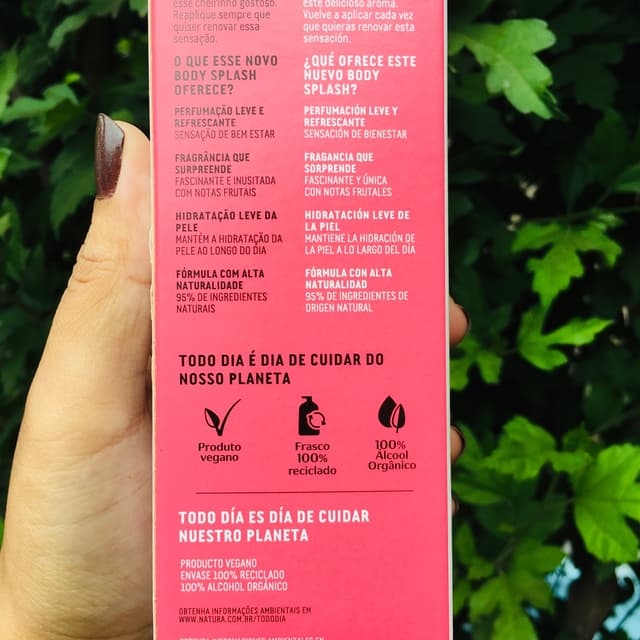 esse cheirinho gostoso.
Reaplique sempre que
quiser renovar essa
sensação.
este delicioso aroma.
Vuelve a aplicar cada vez
que quieras renovar esta
sensación.
O QUE ESSE NOVO
BODY SPLASH
OFERECE?
¿QUÉ OFRECE ESTE
NUEVO BODY
SPLASH?
PERFUMAÇÃO LEVE E
REFRESCANTE
SENSAÇÃO DE BEM ESTAR
PERFUMACIÓN LEVE Y
REFRESCANTE
SENSACIÓN DE BIENESTAR
FRAGRÂNCIA QUE
SURPREENDE
FASCINANTE E INUSITADA
COM NOTAS FRUTAIS
FRAGANCIA QUE
SORPRENDE
FASCINANTE Y ÚNICA
CON NOTAS FRUTALES
HIDRATAÇÃO LEVE DA
PELE
MANTÉM A HIDRATAÇÃO DA
PELE AO LONGO DO DIA
HIDRATACIÓN LEVE DE
LA PIEL
MANTIENE LA HIDRACIÓN DE
LA PIEL A LO LARGO DEL DÍA
FÓRMULA COM ALTA
NATURALIDADE
95% DE INGREDIENTES
NATURAIS
FÓRMULA CON ALTA
NATURALIDAD
95% DE INGREDIENTES DE
ORIGEN NATURAL
TODO DIA É DIA DE CUIDAR DO
NOSSO PLANETA
Produto
vegano
Frasco
100%
reciclado
100%
Álcool
Orgânico
TODO DÍA ES DÍA DE CUIDAR
NUESTRO PLANETA
PRODUCTO VEGANO
ENVASE 100% RECICLADO
100% ALCOHOL ORGÁNICO
OBTENHA INFORMAÇÕES AMBIENTAIS EM
WWW.NATURA.COM.BR/TODODIA